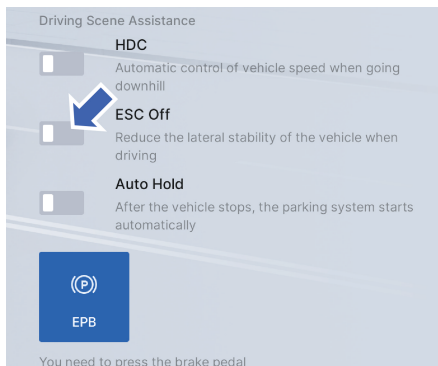 Driving Scene Assistance
HDC
Automatic control of vehicle speed when going
downhill
ESC Off
Reduce the lateral stability of the vehicle when
driving
Auto Hold
After the vehicle stops, the parking system starts
automatically
(P)
EPB
You need to press the brake pedal